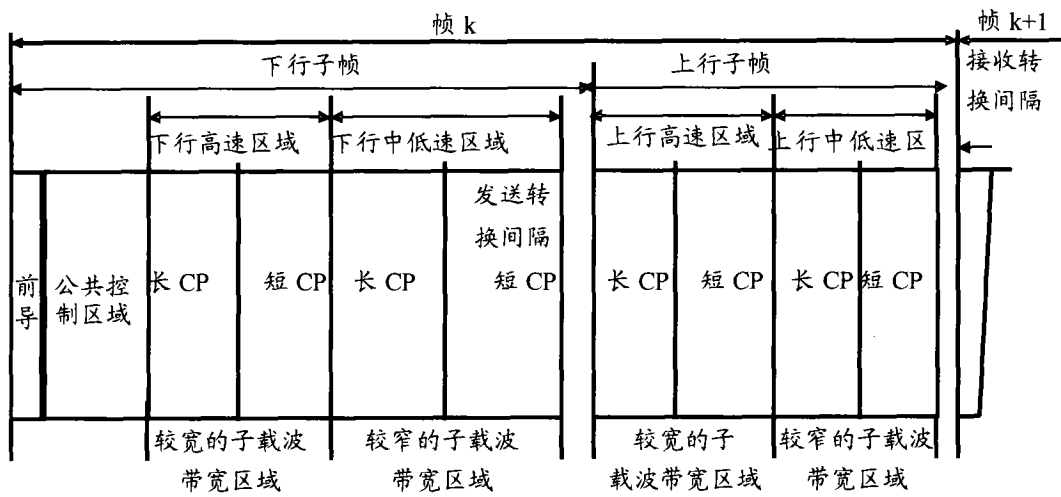 帧 k
帧 k+1
下行子帧
上行子帧
接收转
换间隔
下行高速区域
下行中低速区域
上行高速区域
上行中低速区
发送转
换间隔
前
导
公共控
制区域
长 CP
短 CP
长 CP
短 CP
长 CP
短 CP
长 CP
短 CP
较宽的子载波
带宽区域
较窄的子载波
带宽区域
较宽的子
载波带宽区域
较窄的子载波
带宽区域